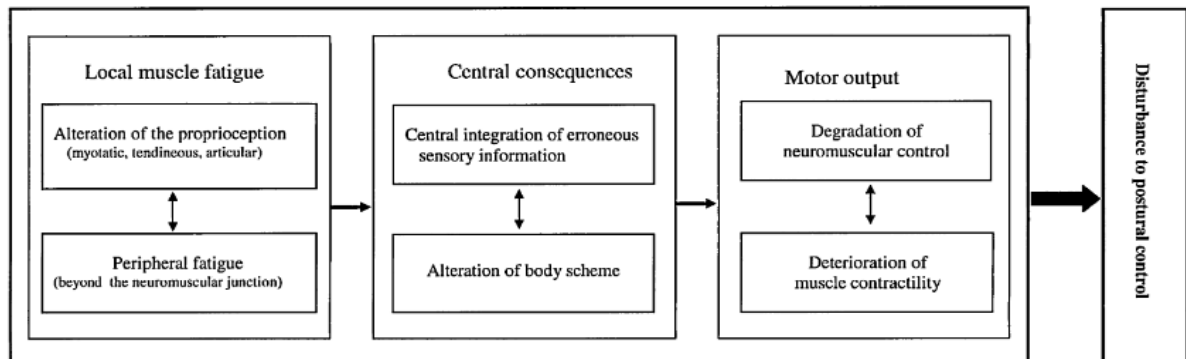 Local muscle fatigue
Alteration of the proprioception
(myotatic, tendineous, articular)
Peripheral fatigue
(beyond the neuromuscular junction)
Central consequences
Central integration of erroneous
sensory information
Alteration of body scheme
Motor output
Degradation of
neuromuscular control
Deterioration of
muscle contractility
Disturbance to postural control